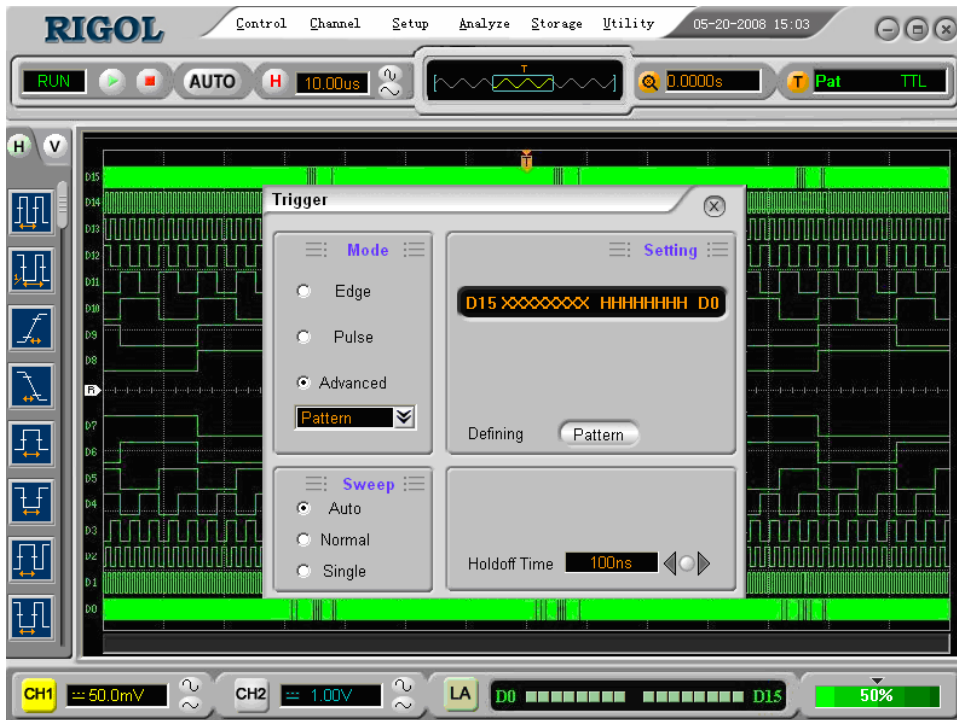 RIGOL Control Channel Setup Analyze Storage Utility 05-20-2008 15:03
RUN AUTO H 10.00us T 0.0000s T Pat TTL
H V
T
D15
D14
D13
D12
D11
D10
D9
D8
R
D7
D6
D5
D4
D3
D2
D1
D0
Trigger
Mode
Edge
Pulse
Advanced
Pattern
Setting
D15 XXXXXXXX HHHHHHHH D0
Defining Pattern
Sweep
Auto
Normal
Single
Holdoff Time 100ns
CH1 50.0mV CH2 1.00V LA D0 D15 50%